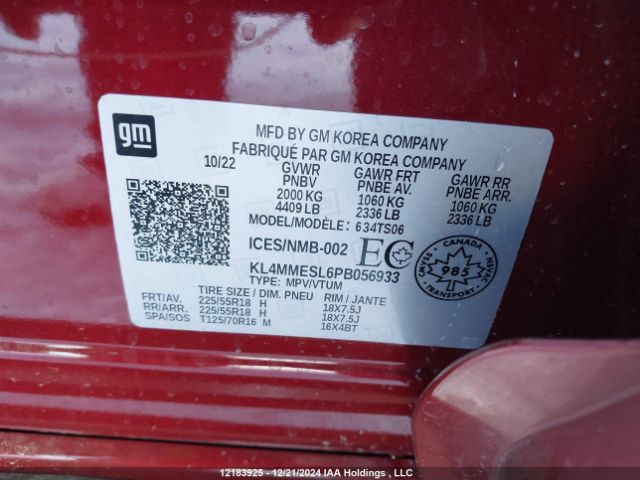 gm
MFD BY GM KOREA COMPANY
FABRIQUÉ PAR GM KOREA COMPANY
10/22 GVWR GAWR FRT GAWR RR
PNBV PNBE AV. PNBE ARR.
2000 KG 1060 KG 1060 KG
4409 LB 2336 LB 2336 LB
MODEL/MODÈLE: 634TS06
ICES/NMB-002 EC
CANADA
985
KL4MMESL6PB056933
TYPE: MPV/VTUM
TIRE SIZE / DIM. PNEU RIM / JANTE
FRT/AV. 225/55R18 H 18X7.5J
RR/ARR. 225/55R18 H 18X7.5J
SPA/SOS T125/70R16 M 16X4BT
12183925 - 12/21/2024 IAA Holdings , LLC